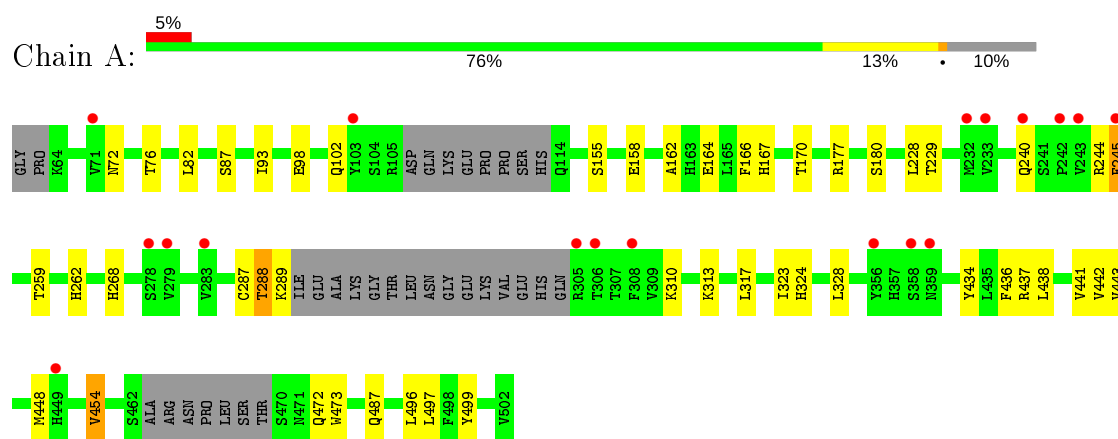 5%
Chain A:
76% 13% • 10%
GLY PRO K64 V71 N72 T76 L82 S87 I93 E98 Q102 Y103 S104 R105 ASP GLN LYS GLU PRO PRO SER HIS Q114 S155 E158 A162 H163 E164 L165 F166 H167 T170 R177 S180 L228 T229 M232 V233 Q240 S241 P242 V243 R244
T259 H262 H268 S278 V279 V283 C287 T288 K289 ILE GLU ALA LYS GLY THR LEU ASN GLY GLU LYS VAL GLU HIS GLN R305 T306 T307 F308 V309 K310 K313 L317 I323 H324 L328 Y356 H357 S358 N359 Y434 L435 F436 R437 L438 V441 V442
M448 H449 V454 S462 ALA ARG ASN PRO LEU SER THR S470 N471 Q472 W473 Q487 L496 L497 F498 Y499 V502